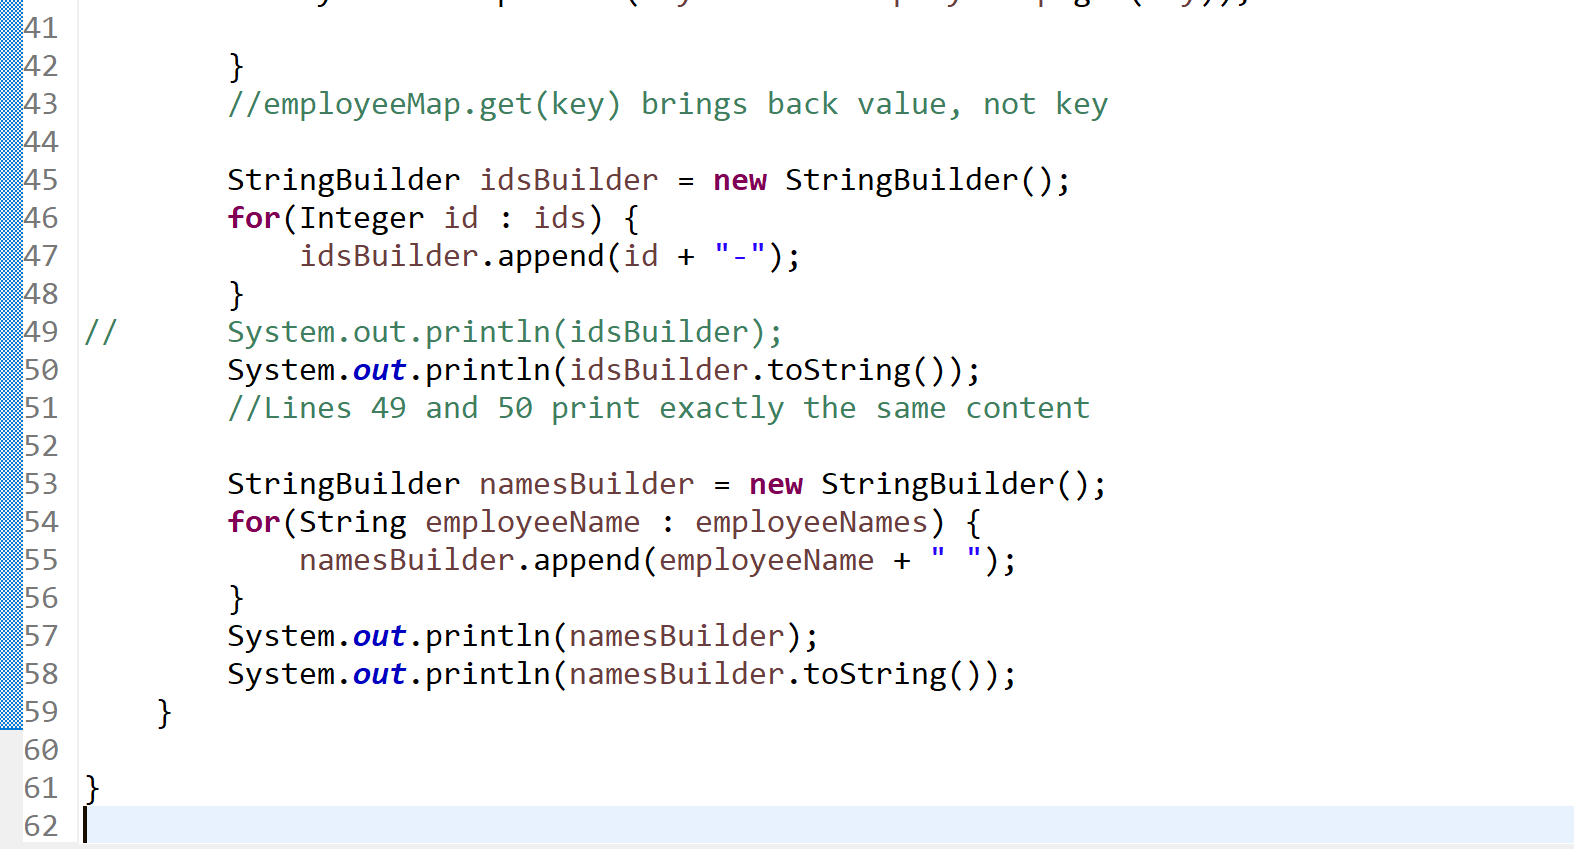 41
42 }
43 //employeeMap.get(key) brings back value, not key
44
45 StringBuilder idsBuilder = new StringBuilder();
46 for(Integer id : ids) {
47 idsBuilder.append(id + "-");
48 }
49 // System.out.println(idsBuilder);
50 System.out.println(idsBuilder.toString());
51 //Lines 49 and 50 print exactly the same content
52
53 StringBuilder namesBuilder = new StringBuilder();
54 for(String employeeName : employeeNames) {
55 namesBuilder.append(employeeName + " ");
56 }
57 System.out.println(namesBuilder);
58 System.out.println(namesBuilder.toString());
59 }
60
61 }
62